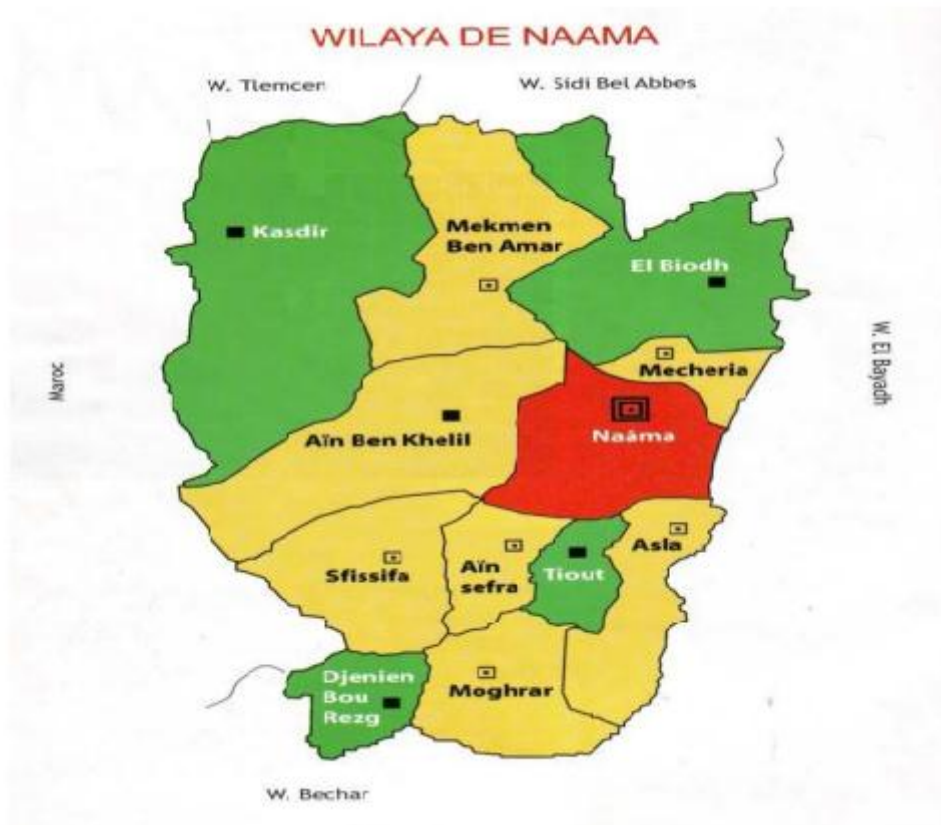 WILAYA DE NAAMA
W. Tlemcen
W. Sidi Bel Abbes
Kasdir
Mekmen
Ben Amar
El Biodh
Maroc
W. El Bayadh
Mecheria
Aïn Ben Khelil
Naâma
Sfissifa
Aïn
sefra
Tiout
Asla
Djenien
Bou
Rezg
Moghrar
W. Bechar